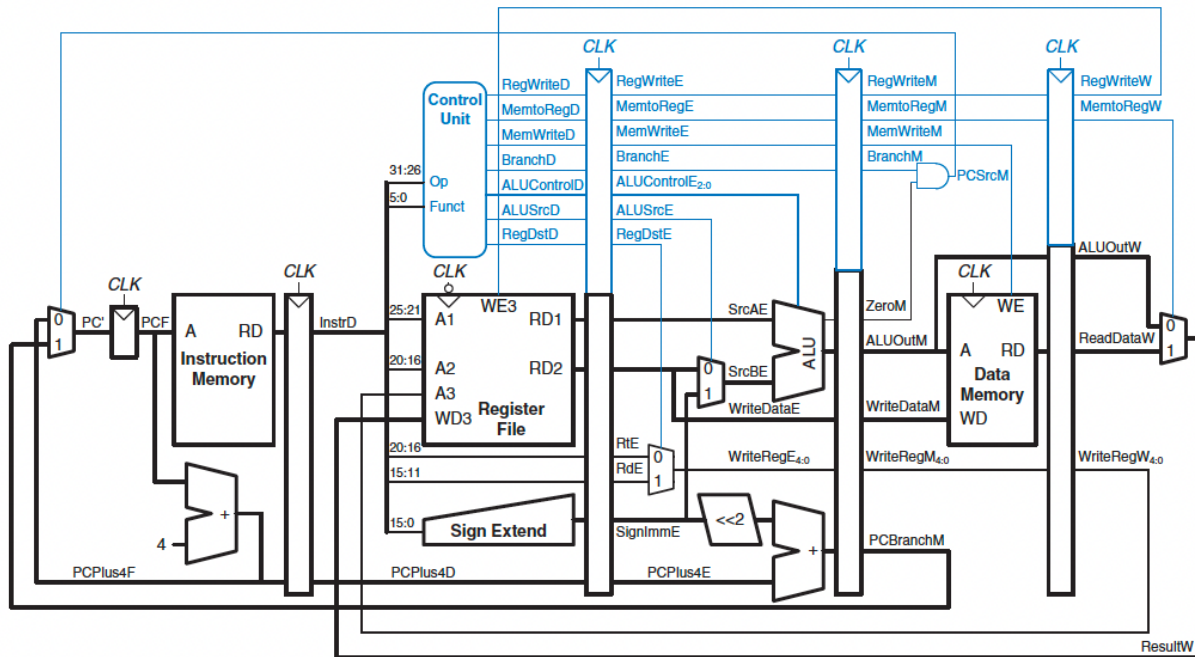 CLK
CLK
CLK
RegWriteD
RegWriteE
RegWriteM
RegWriteW
Control
Unit
MemtoRegD
MemtoRegE
MemtoRegM
MemtoRegW
MemWriteD
MemWriteE
MemWriteM
BranchD
BranchE
BranchM
31:26
Op
ALUControlD
ALUControlE2:0
PCSrcM
5:0
Funct
ALUSrcD
ALUSrcE
RegDstD
RegDstE
ALUOutW
CLK
CLK
CLK
CLK
0
1
PC'
PCF
A
RD
Instruction
Memory
InstrD
25:21
A1
WE3
RD1
SrcAE
ZeroM
WE
0
1
20:16
A2
RD2
0
1
SrcBE
ALU
ALUOutM
A
RD
ReadDataW
Data
Memory
A3
WD3
Register
File
WriteDataE
WriteDataM
WD
20:16
RtE
0
15:11
RdE
1
WriteRegE4:0
WriteRegM4:0
WriteRegW4:0
+
4
15:0
Sign Extend
SignImmE
<<2
+
PCBranchM
PCPlus4F
PCPlus4D
PCPlus4E
ResultW